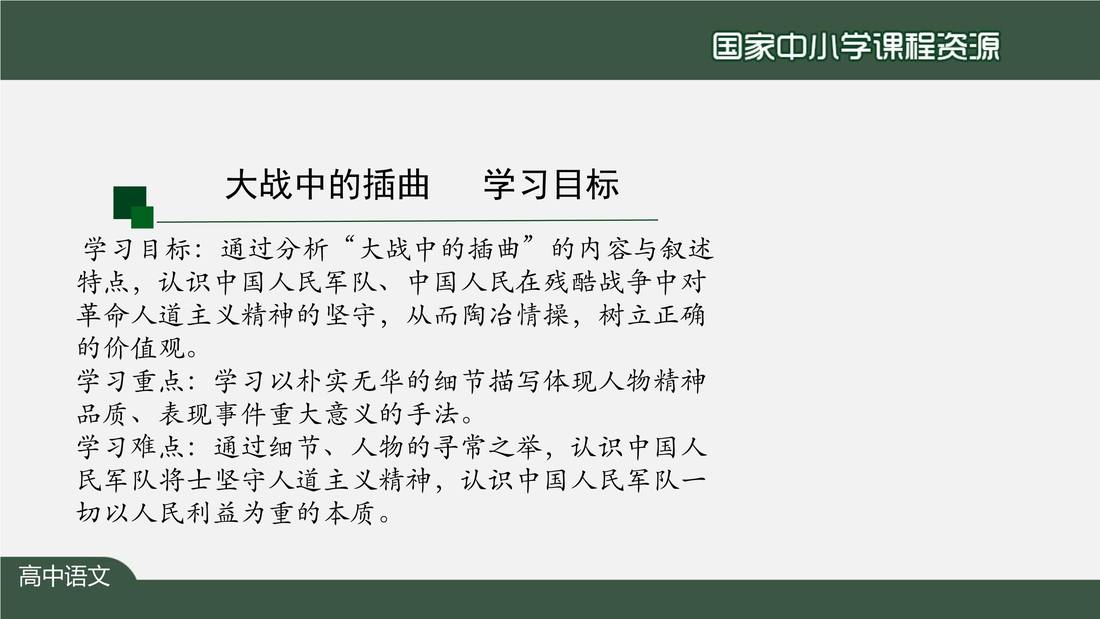 国家中小学课程资源
大战中的插曲 学习目标
学习目标：通过分析“大战中的插曲”的内容与叙述
特点，认识中国人民军队、中国人民在残酷战争中对
革命人道主义精神的坚守，从而陶冶情操，树立正确
的价值观。
学习重点：学习以朴实无华的细节描写体现人物精神
品质、表现事件重大意义的手法。
学习难点：通过细节、人物的寻常之举，认识中国人
民军队将士坚守人道主义精神，认识中国人民军队一
切以人民利益为重的本质。
高中语文